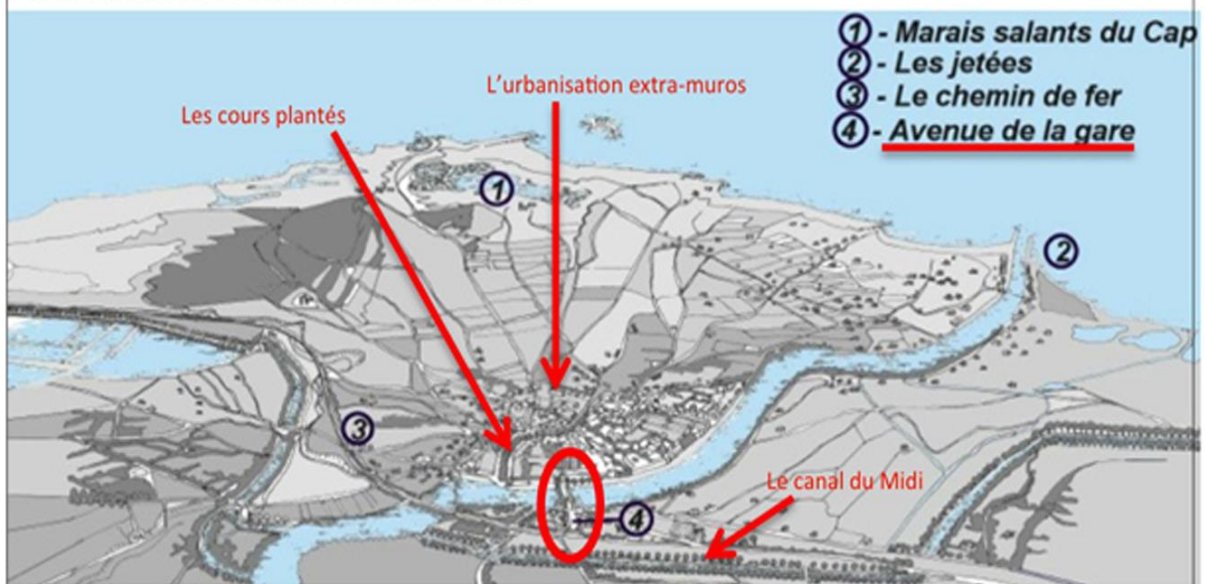 ① - Marais salants du Cap
② - Les jetées
③ - Le chemin de fer
④ - Avenue de la gare
L'urbanisation extra-muros
Les cours plantés
①
②
③
Le canal du Midi
④